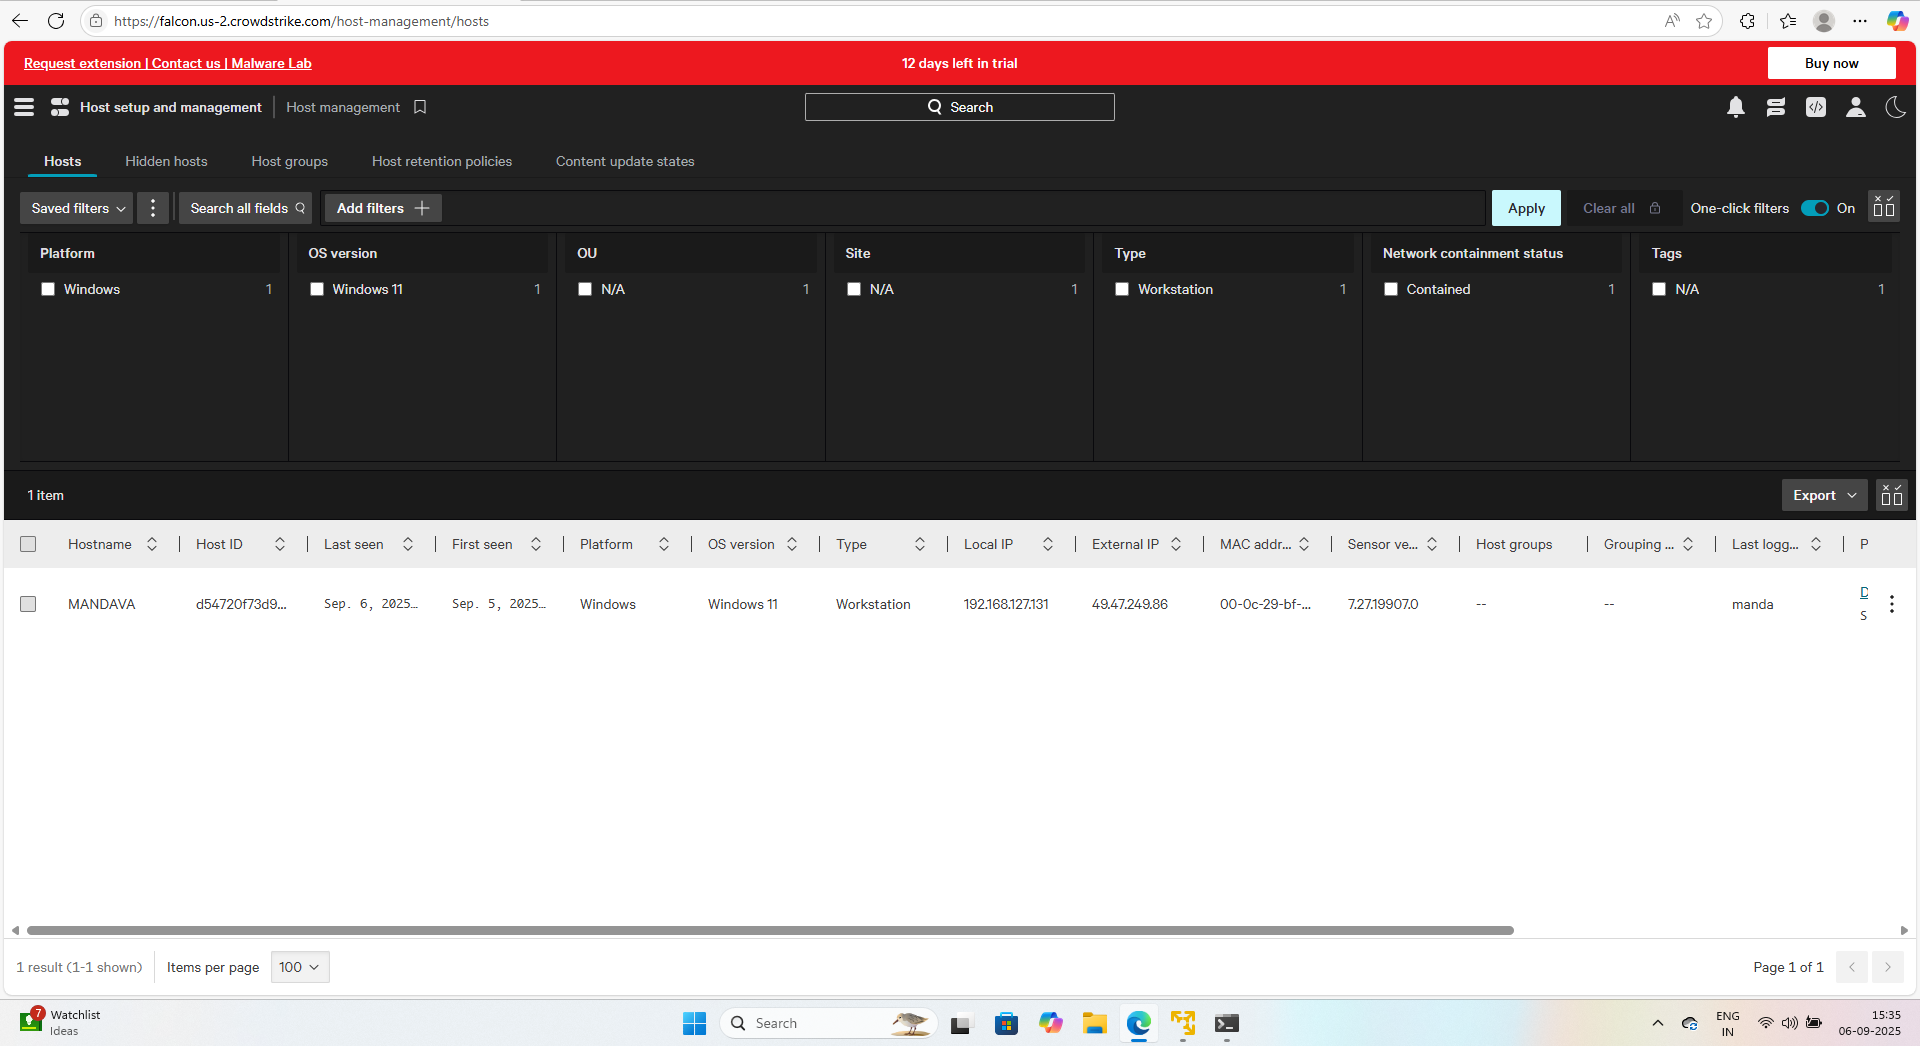 https://falcon.us-2.crowdstrike.com/host-management/hosts
Request extension | Contact us | Malware Lab
12 days left in trial
Buy now
Host setup and management
Host management
Search
Hosts
Hidden hosts
Host groups
Host retention policies
Content update states
Saved filters
Search all fields
Add filters
Apply
Clear all
One-click filters
On
Platform
OS version
OU
Site
Type
Network containment status
Tags
Windows 1
Windows 11 1
N/A 1
N/A 1
Workstation 1
Contained 1
N/A 1
1 item
Export
Hostname Host ID Last seen First seen Platform OS version Type Local IP External IP MAC addr... Sensor ve... Host groups Grouping ... Last logg... P
D
MANDAVA d54720f73d9... Sep. 6, 2025... Sep. 5, 2025... Windows Windows 11 Workstation 192.168.127.131 49.47.249.86 00-0c-29-bf-... 7.27.19907.0 -- -- manda
S
1 result (1-1 shown)
Items per page
100
Page 1 of 1
7
Watchlist
Ideas
Search
ENG
IN
15:35
06-09-2025